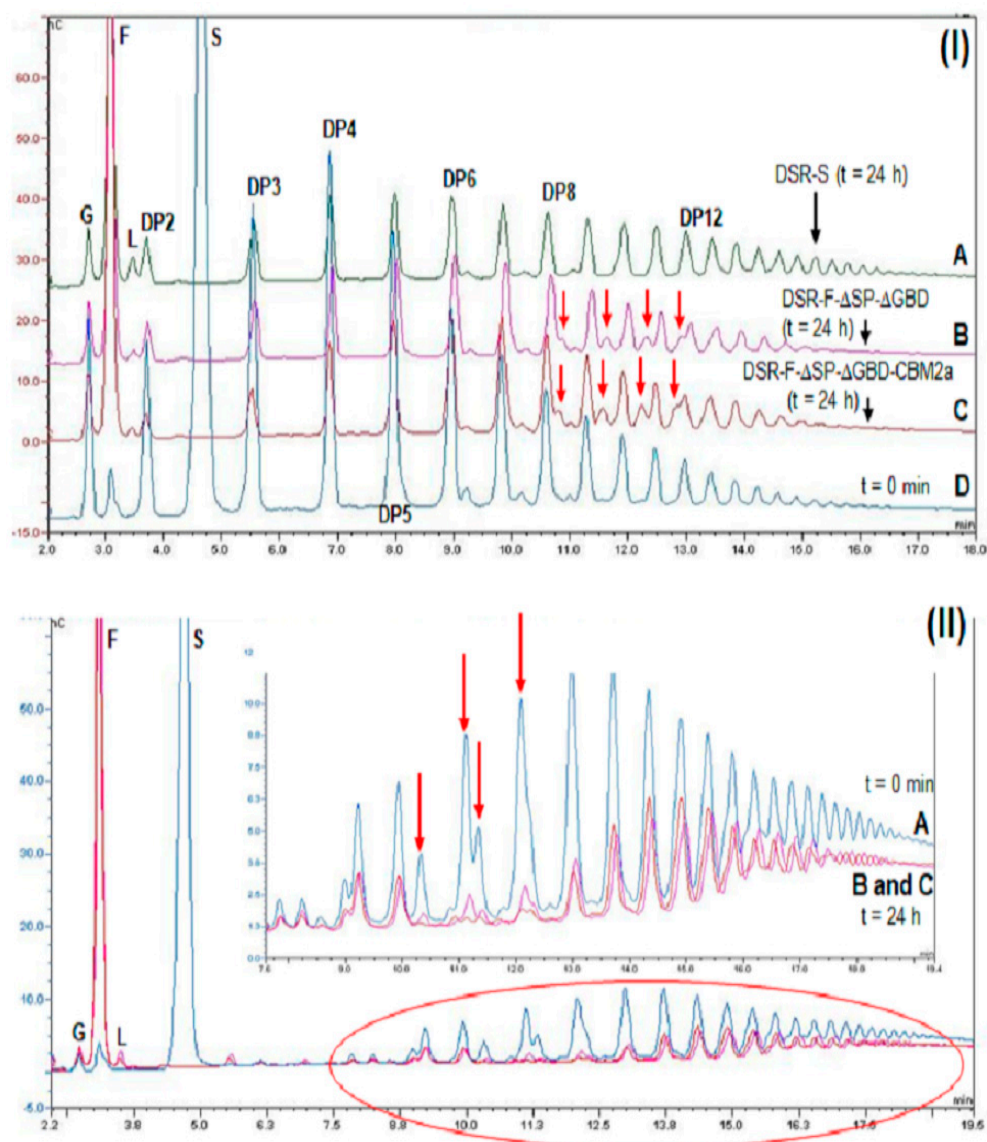 nC
F
S
(I)
60.0
50.0
40.0
30.0
20.0
10.0
0.0
-15.0
G
L
DP2
DP3
DP4
DP5
DP6
DP8
DP12
DSR-S (t = 24 h)
A
DSR-F-ΔSP-ΔGBD
(t = 24 h)
B
DSR-F-ΔSP-ΔGBD-CBM2a
(t = 24 h)
C
t = 0 min D
min
2.0 3.0 4.0 5.0 6.0 7.0 8.0 9.0 10.0 11.0 12.0 13.0 14.0 15.0 16.0 18.0
nC
F
S
(II)
50.0
40.0
30.0
20.0
10.0
-5.0
12
10.0
t = 0 min
A
B and C
t = 24 h
min
G
L
min
2.2 3.8 5.0 6.3 7.5 8.8 10.0 11.3 12.5 13.8 15.0 16.3 19.5